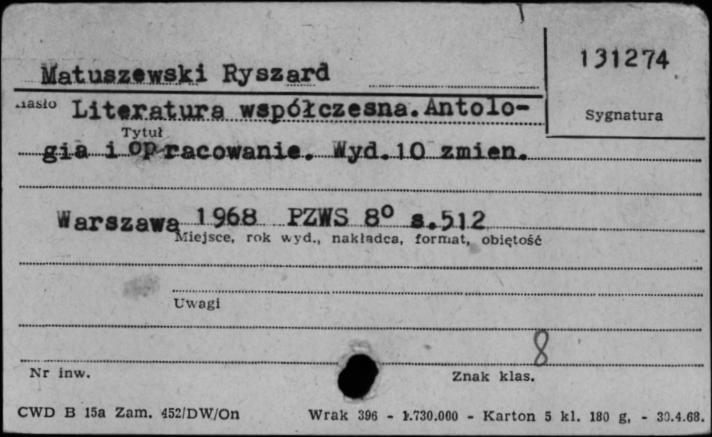 131274
Matuszewski Ryszard
Hasło Literatura współczesna.Antolo-
Sygnatura
Tytuł
gia i opracowanie. Wyd.10 zmien.
Warszawa 1968 PZWS 8° s.512
Miejsce, rok wyd., nakładca, format, objętość
Uwagi
8
Nr inw.
Znak klas.
CWD B 15a Zam. 452/DW/On Wrak 396 - 1.730.000 - Karton 5 kl. 180 g, - 30.4.68.